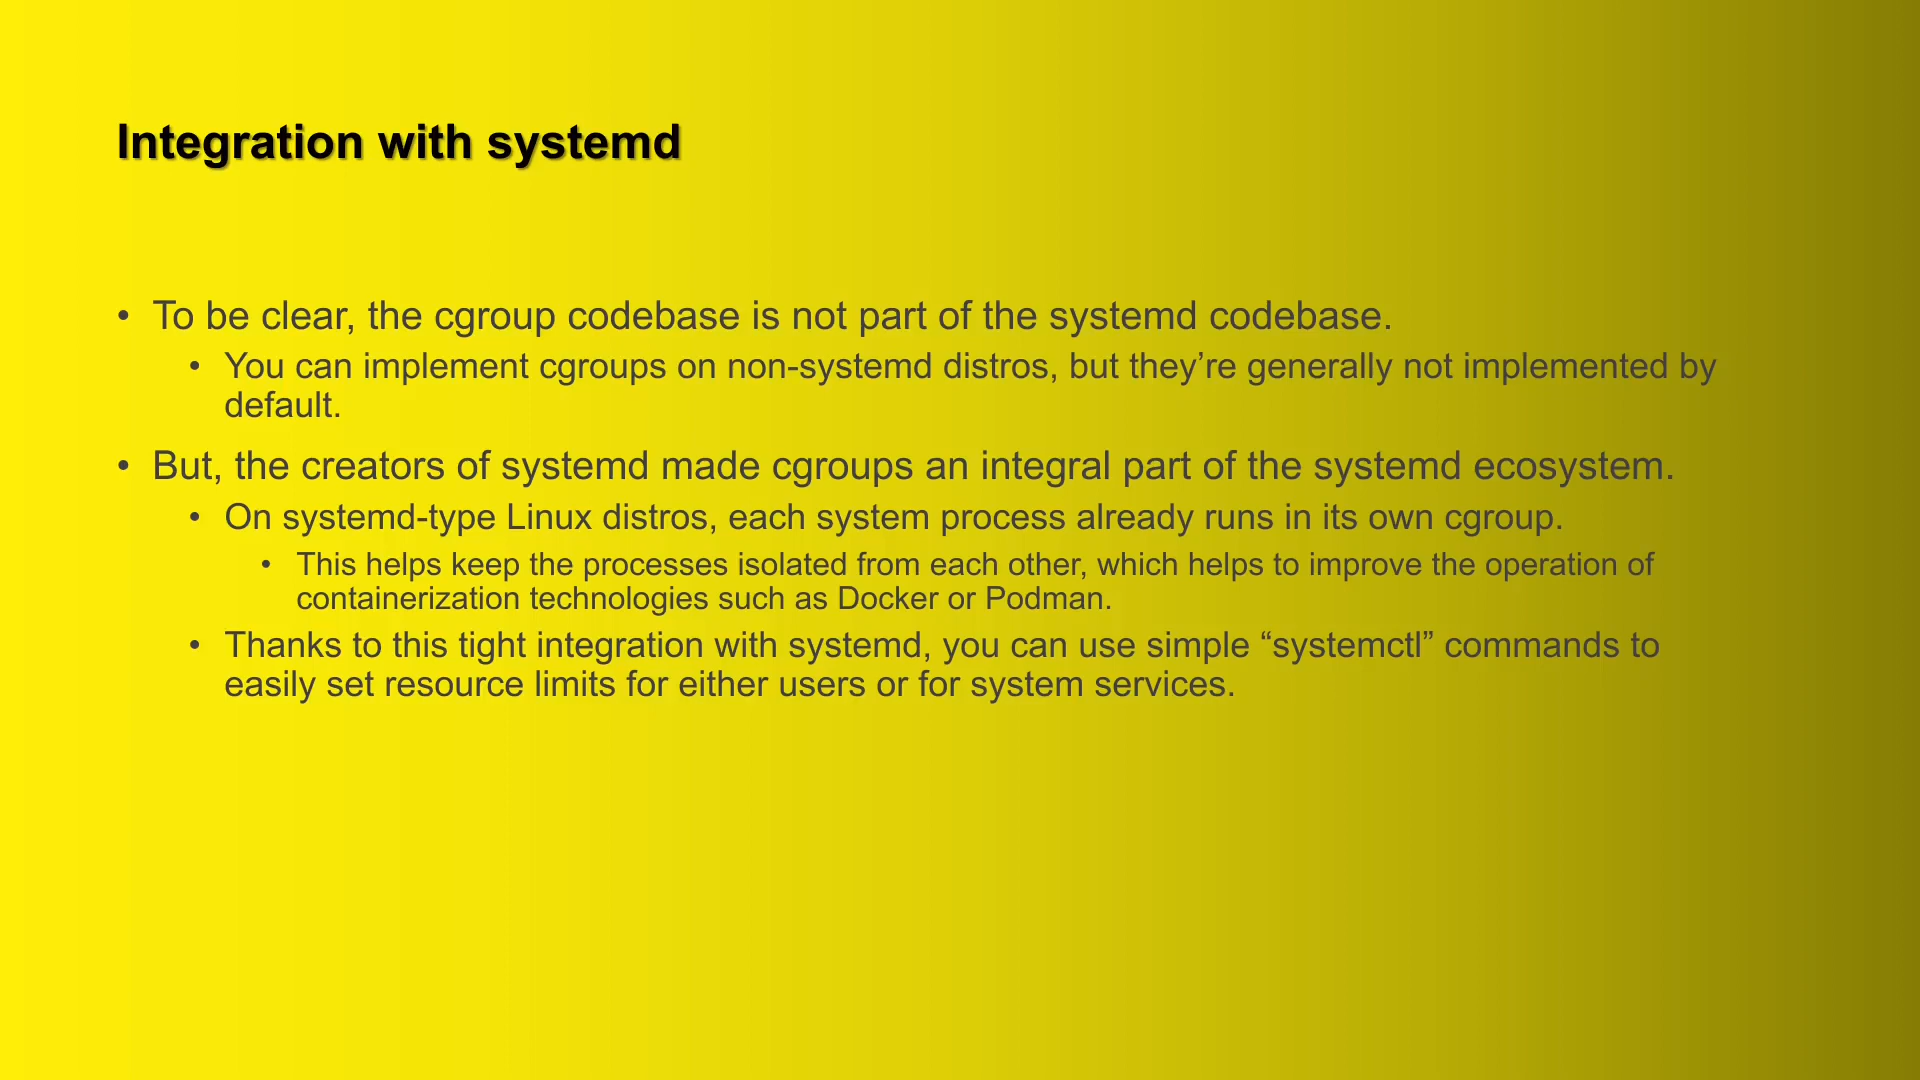 Integration with systemd
• To be clear, the cgroup codebase is not part of the systemd codebase.
• You can implement cgroups on non-systemd distros, but they’re generally not implemented by
default.
• But, the creators of systemd made cgroups an integral part of the systemd ecosystem.
• On systemd-type Linux distros, each system process already runs in its own cgroup.
• This helps keep the processes isolated from each other, which helps to improve the operation of
containerization technologies such as Docker or Podman.
• Thanks to this tight integration with systemd, you can use simple “systemctl” commands to
easily set resource limits for either users or for system services.